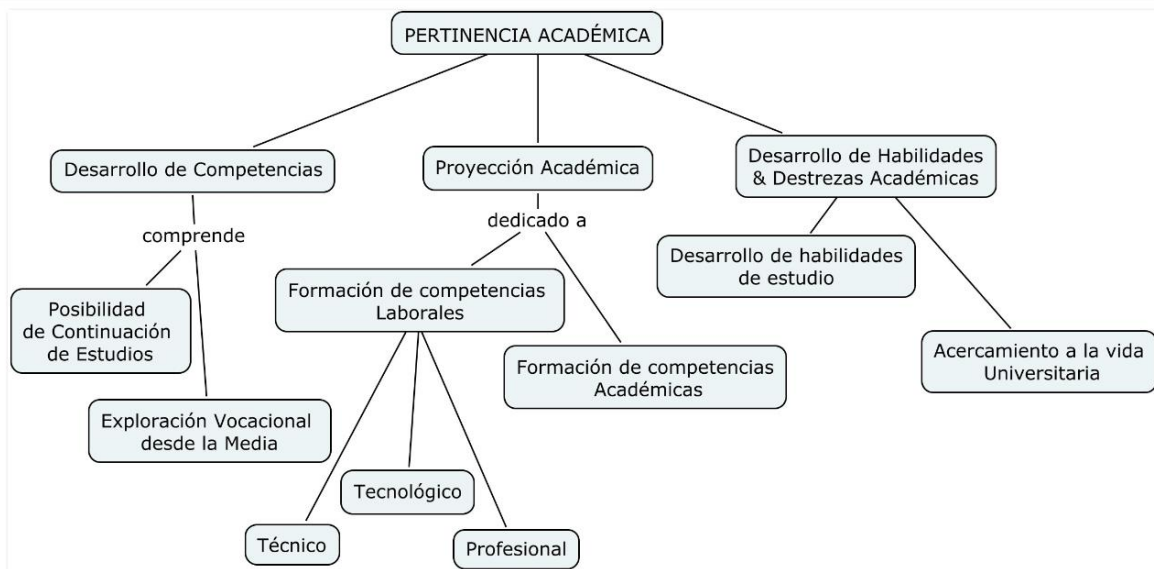 PERTINENCIA ACADÉMICA
Desarrollo de Competencias
Proyección Académica
Desarrollo de Habilidades
& Destrezas Académicas
comprende
dedicado a
Desarrollo de habilidades
de estudio
Posibilidad
de Continuación
de Estudios
Formación de competencias
Laborales
Formación de competencias
Académicas
Acercamiento a la vida
Universitaria
Exploración Vocacional
desde la Media
Tecnológico
Técnico
Profesional